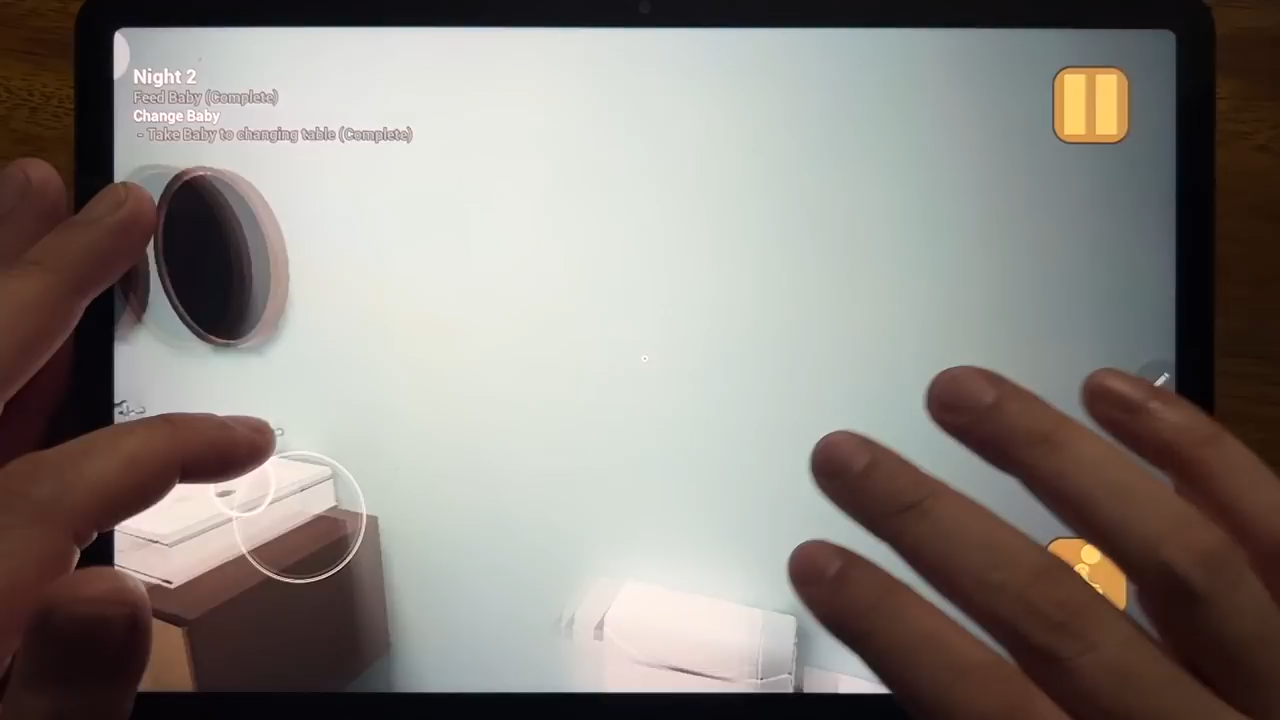 Night 2
Feed Baby (Complete)
Change Baby
- Take Baby to changing table (Complete)